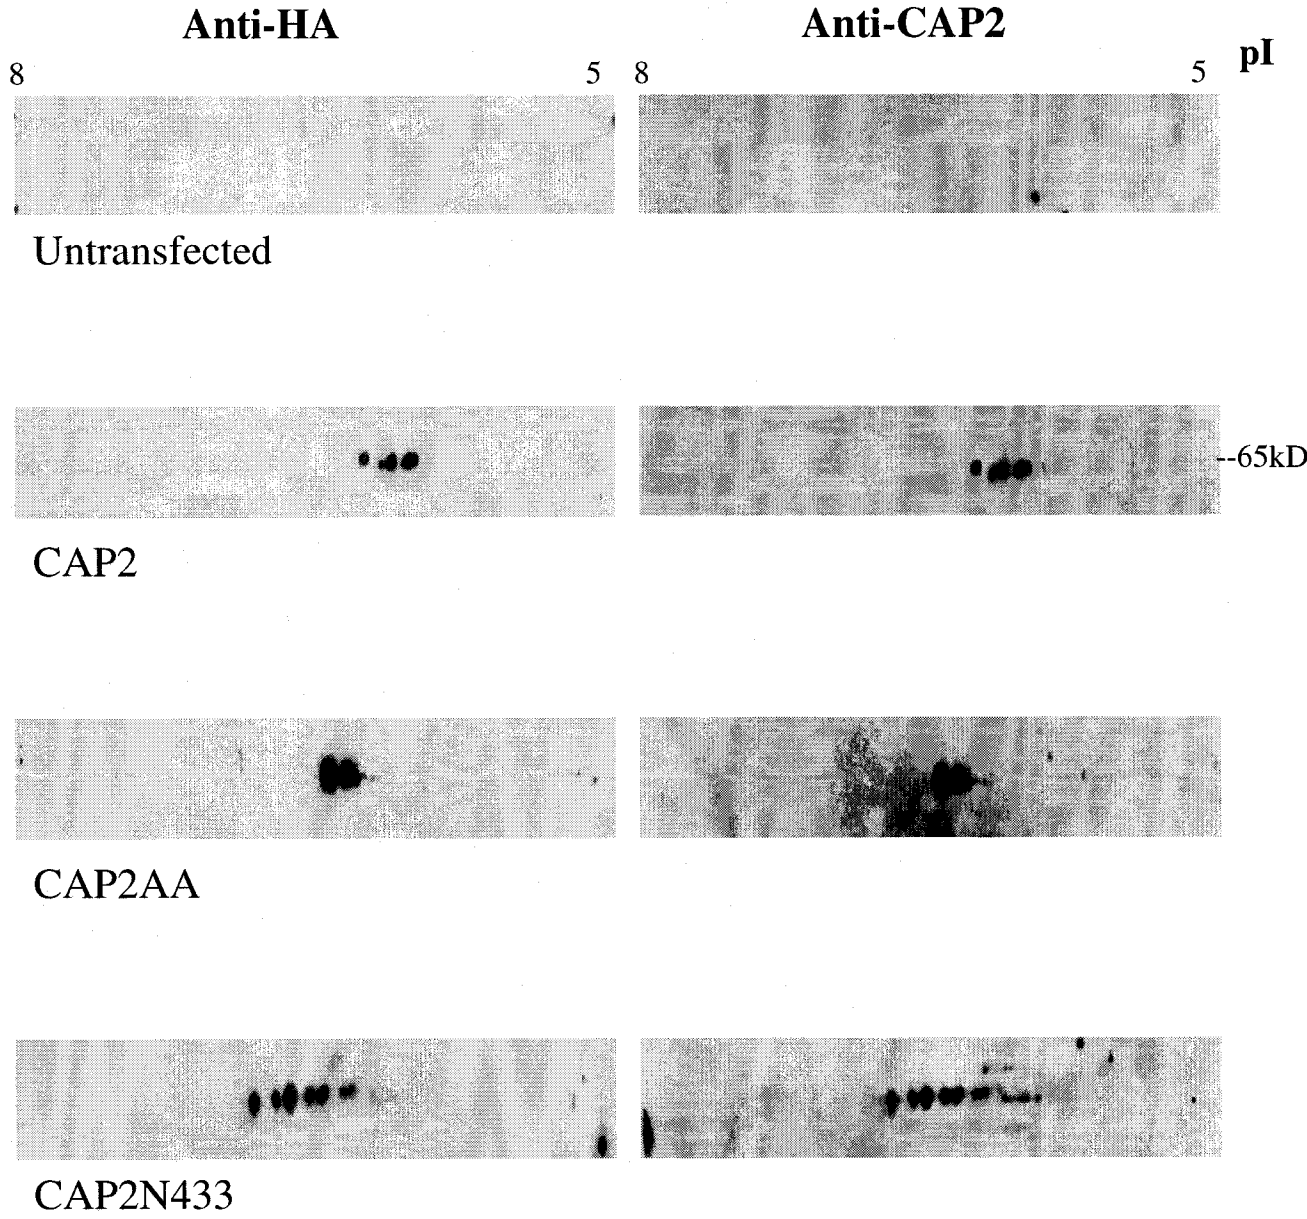 Anti-HA Anti-CAP2
8 5 8 5 pI
Untransfected
--65kD
CAP2
CAP2AA
CAP2N433